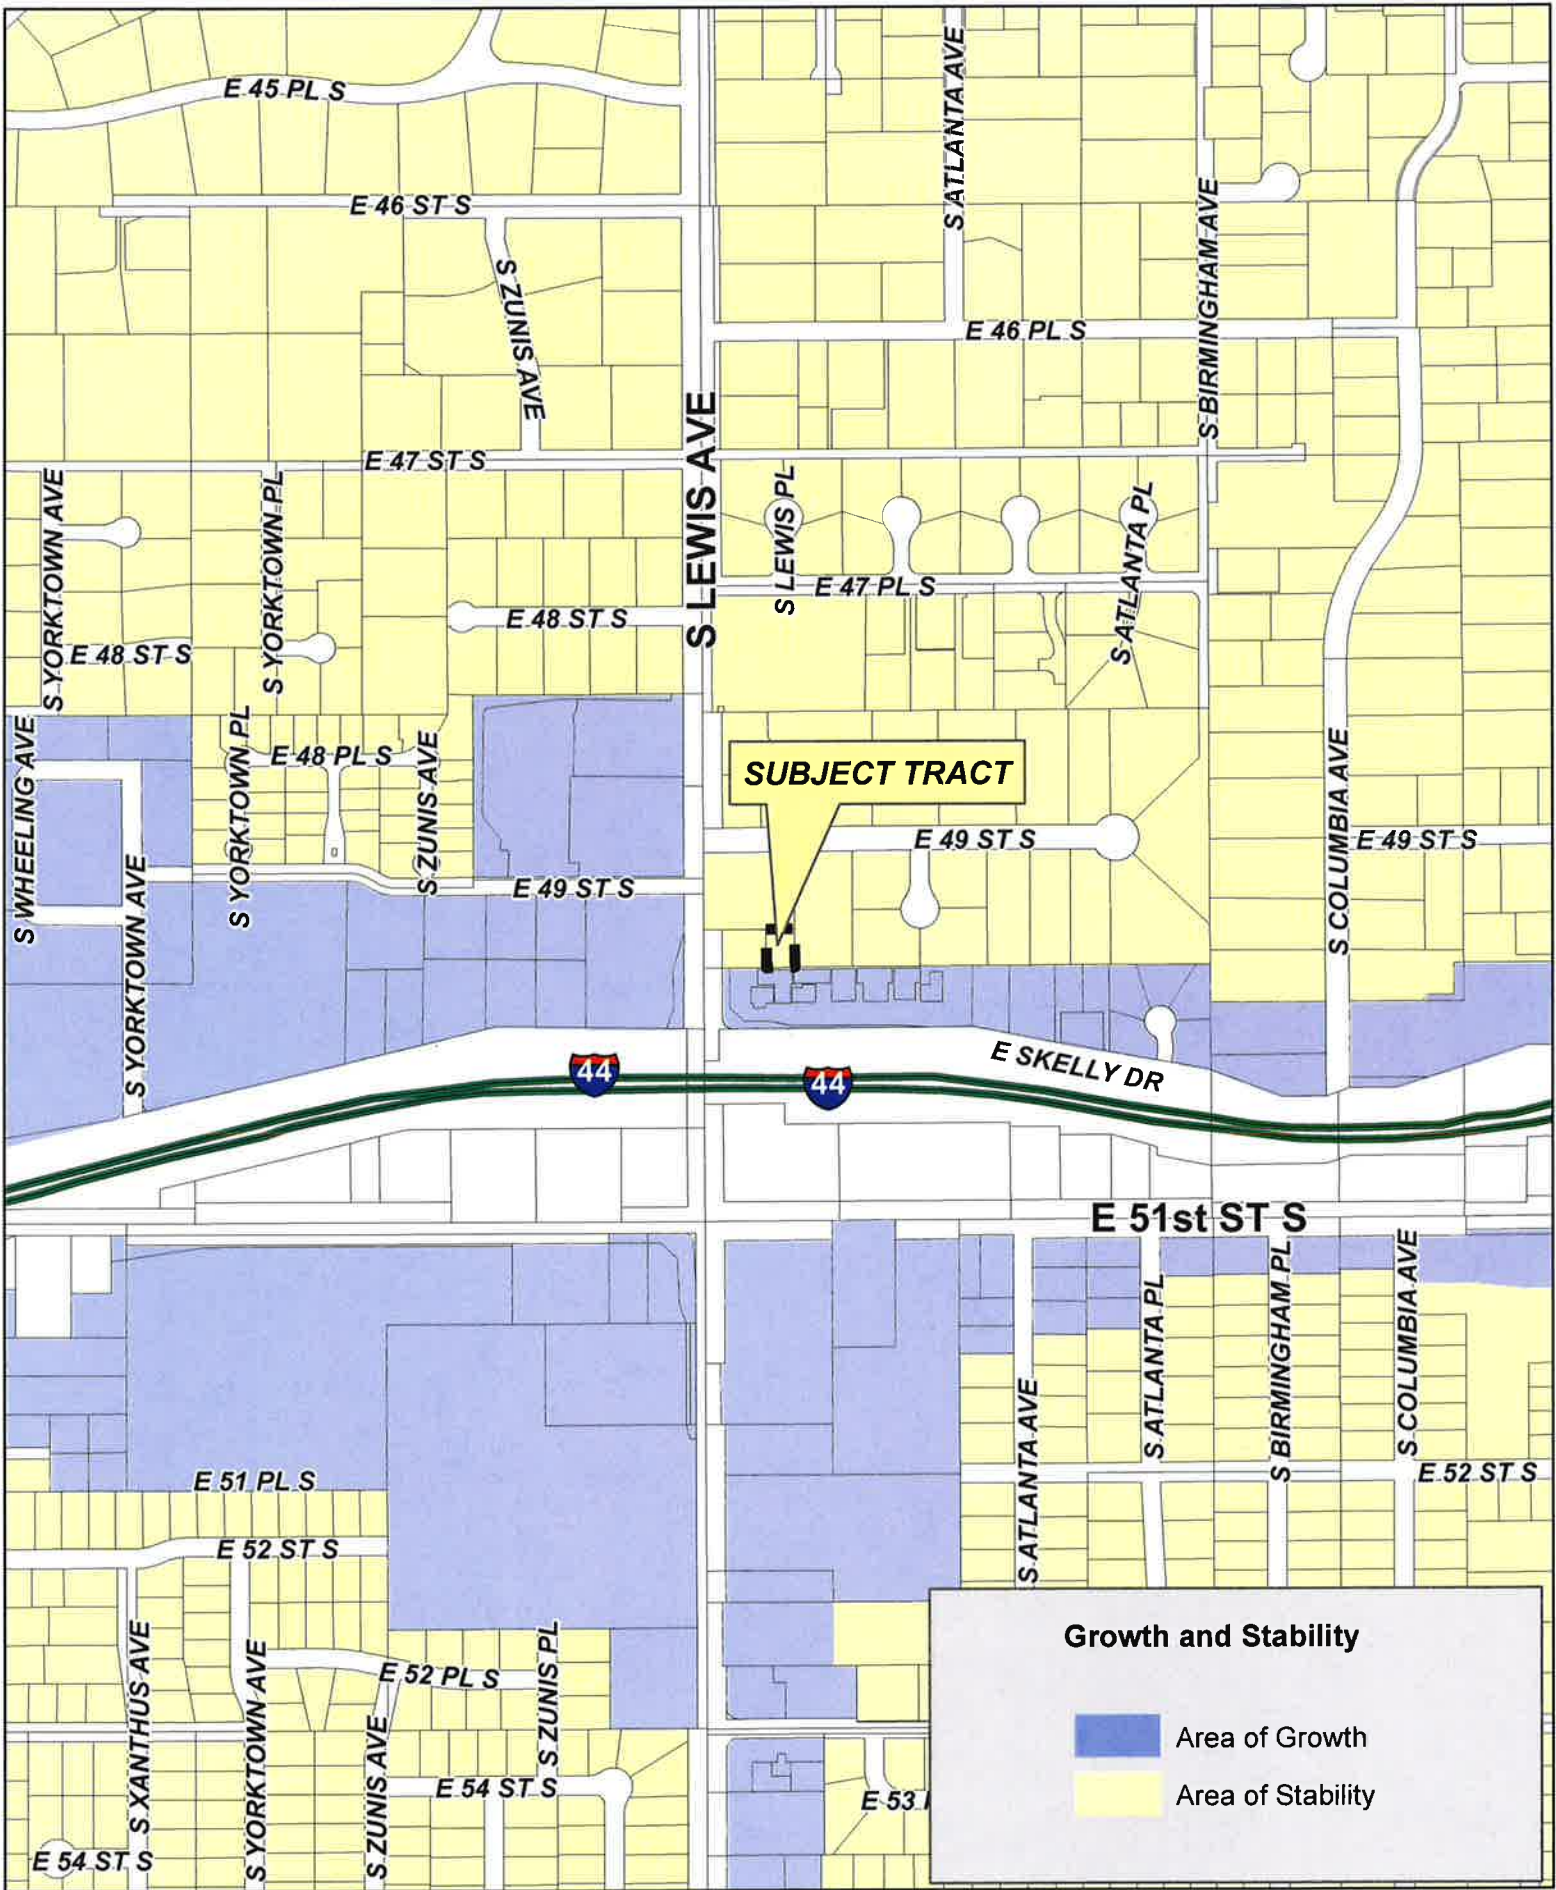 E 45 PL S
S ATLANTA AVE
E 46 ST S
S BIRMINGHAM AVE
S ZUNIS AVE
E 46 PL S
S LEWIS AVE
E 47 ST S
S YORKTOWN AVE
S YORKTOWN PL
S LEWIS PL
S ATLANTA PL
E 47 PL S
E 48 ST S
E 48 ST S
S WHEELING AVE
S YORKTOWN PL
E 48 PL S
S ZUNIS AVE
SUBJECT TRACT
S COLUMBIA AVE
E 49 ST S
E 49 ST S
E 49 ST S
S YORKTOWN AVE
E SKELLY DR
44
44
E 51st ST S
S ATLANTA PL
S BIRMINGHAM PL
S COLUMBIA AVE
S ATLANTA AVE
E 52 ST S
E 51 PL S
E 52 ST S
S XANTHUS AVE
S YORKTOWN AVE
E 52 PL S
S ZUNIS PL
S ZUNIS AVE
E 54 ST S
E 53
E 54 ST S
Growth and Stability
Area of Growth
Area of Stability